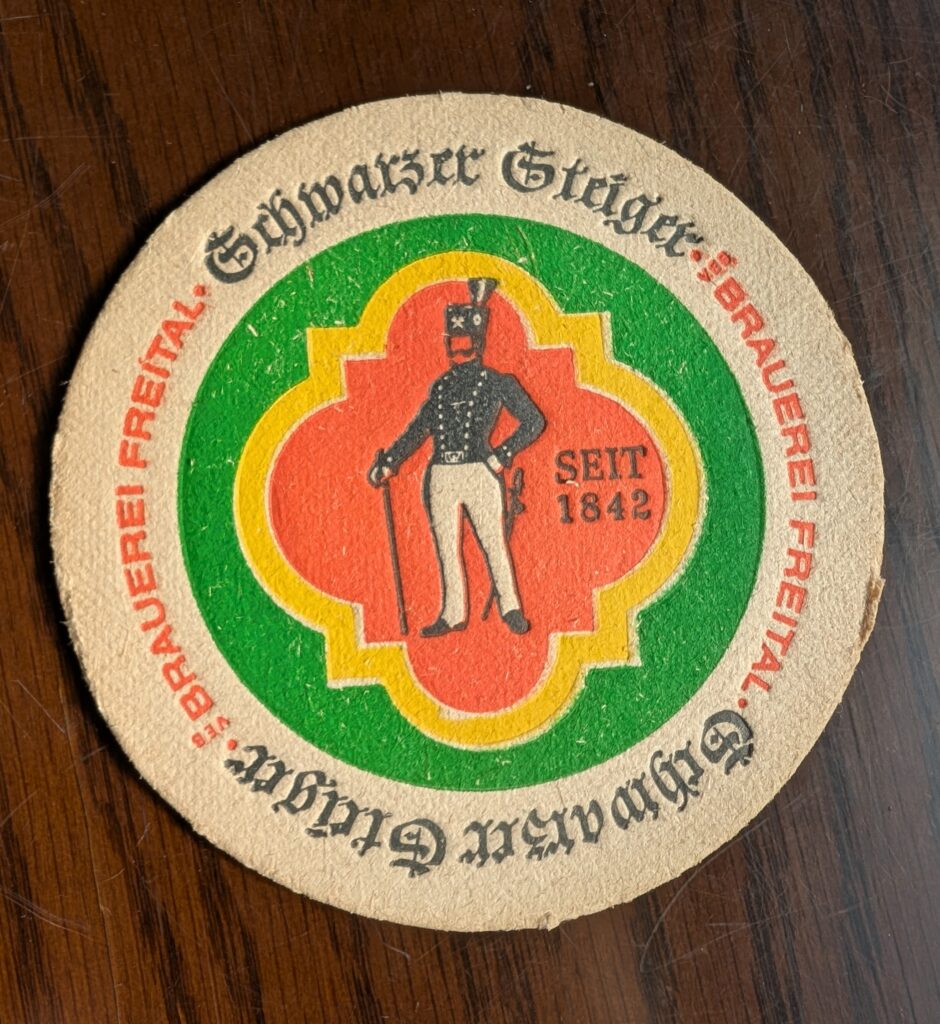 Schwarzer Steiger
• VEB BRAUEREI FREITAL •
Schwarzer Steiger
• VEB BRAUEREI FREITAL •
SEIT
1842